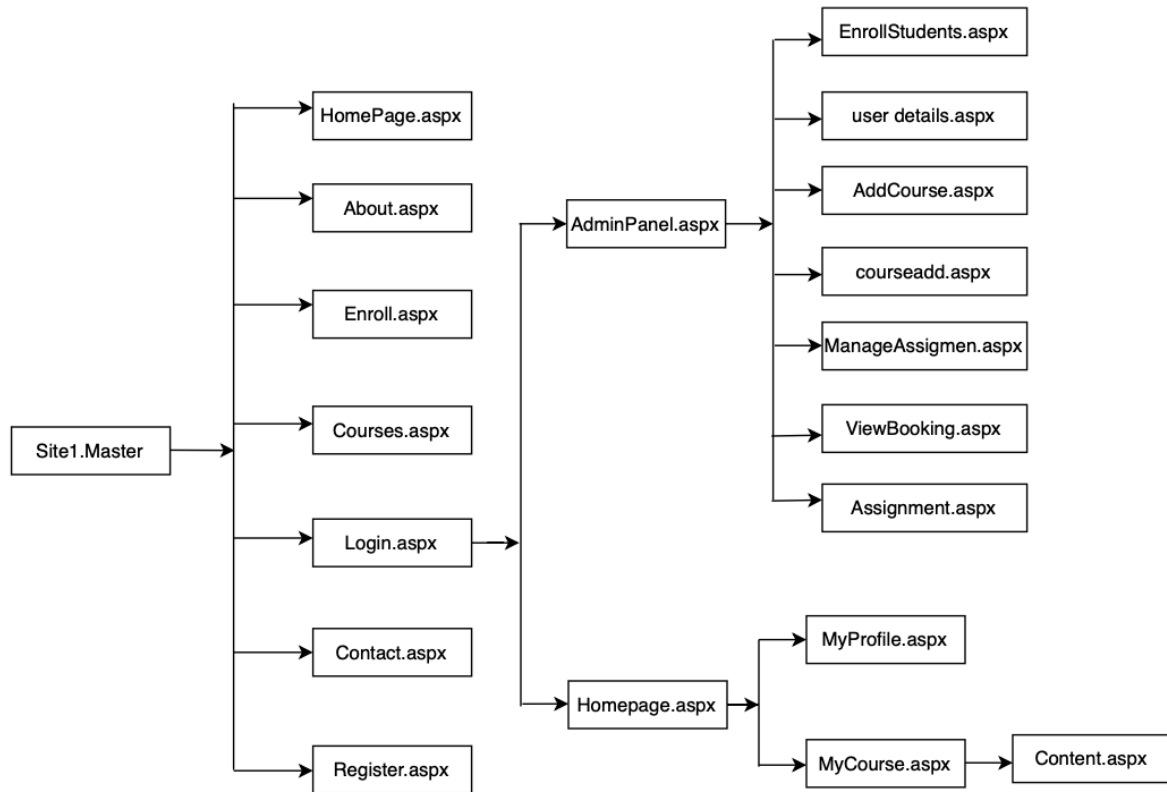 EnrollStudents.aspx
HomePage.aspx
user details.aspx
About.aspx
AddCourse.aspx
AdminPanel.aspx
courseadd.aspx
Enroll.aspx
ManageAssigmen.aspx
Courses.aspx
ViewBooking.aspx
Site1.Master
Assignment.aspx
Login.aspx
Contact.aspx
MyProfile.aspx
Homepage.aspx
Register.aspx
MyCourse.aspx
Content.aspx